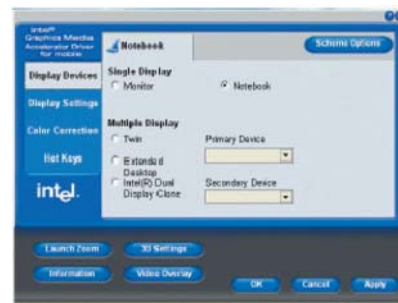 intel®
Graphics Media
Accelerator Driver
for mobile
Notebook
Scheme Options
Display Devices
Display Settings
Color Correction
Hot Keys
intel.
Single Display
Monitor
Notebook
Multiple Display
Twin
Extended
Desktop
Intel(R) Dual
Display Clone
Primary Device
Secondary Device
Launch Zoom
3D Settings
Information
Video Overlay
OK
Cancel
Apply